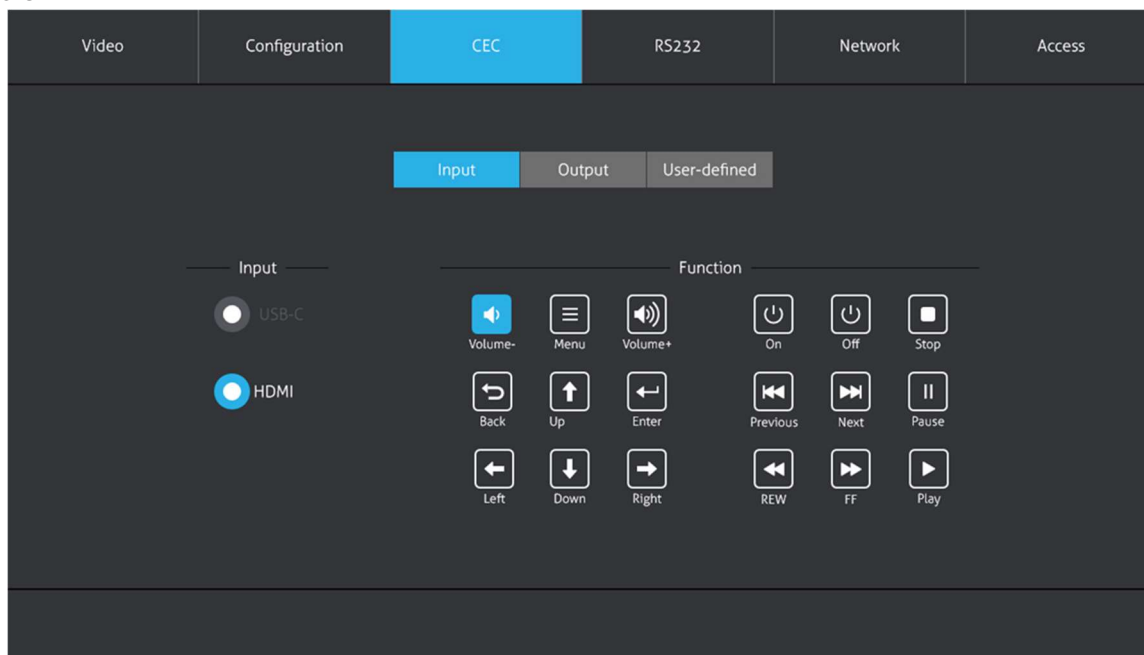 Video Configuration CEC RS232 Network Access
Input Output User-defined
Input Function
USB-C
HDMI
Volume- Menu Volume+ On Off Stop
Back Up Enter Previous Next Pause
Left Down Right REW FF Play